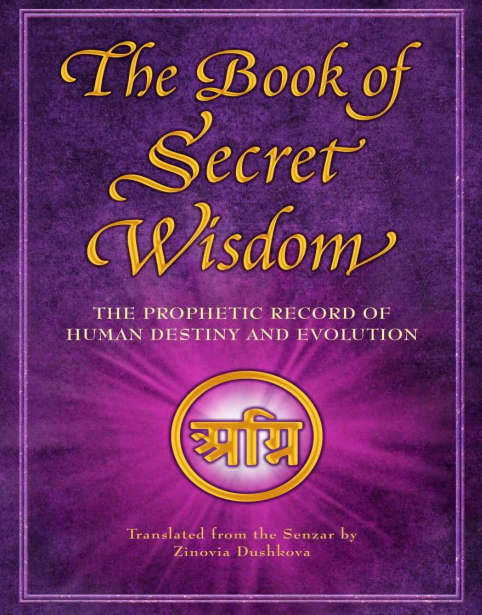 The Book of
Secret
Wisdom
THE PROPHETIC RECORD OF
HUMAN DESTINY AND EVOLUTION
अग्नि
Translated from the Senzar by
Zinovia Dushkova